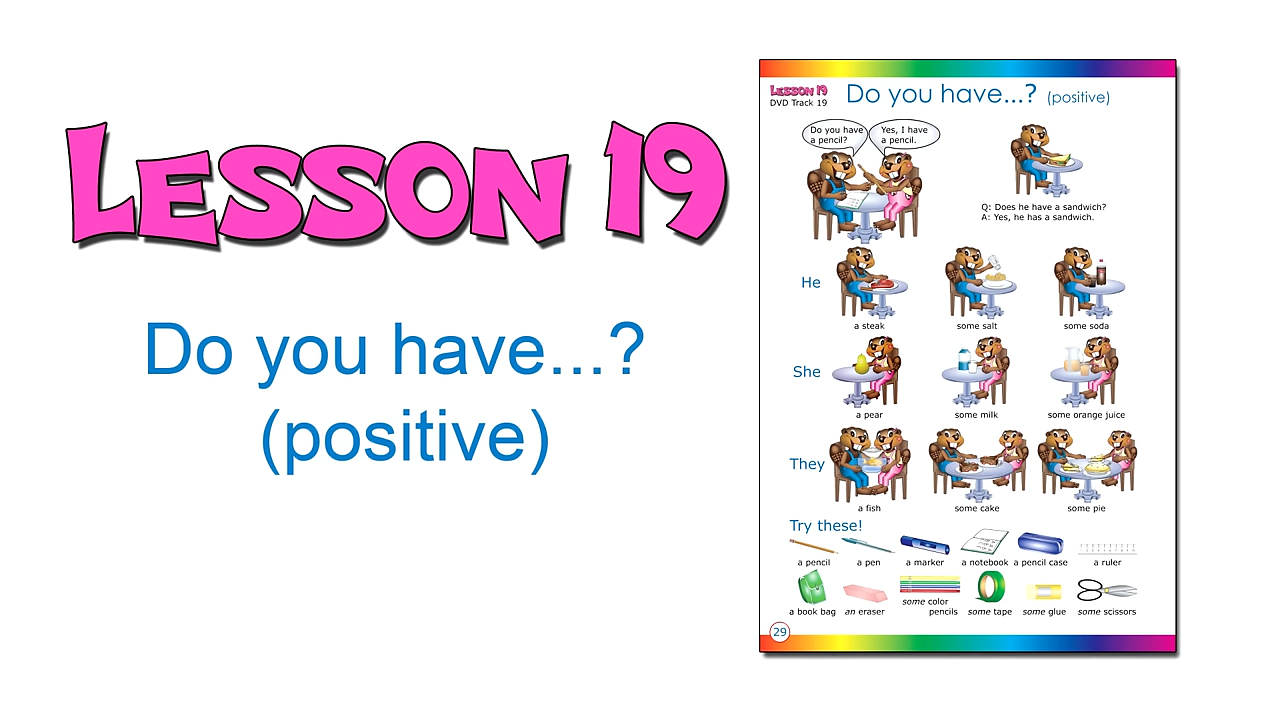 LESSON 19
Do you have...?
(positive)
LESSON 19
DVD Track 19
Do you have...? (positive)
Do you have
a pencil?
Yes, I have
a pencil.
Q: Does he have a sandwich?
A: Yes, he has a sandwich.
He
a steak
some salt
some soda
She
a pear
some milk
some orange juice
They
a fish
some cake
some pie
Try these!
a pencil
a pen
a marker
a notebook
a pencil case
a ruler
a book bag
an eraser
some color
pencils
some tape
some glue
some scissors
29